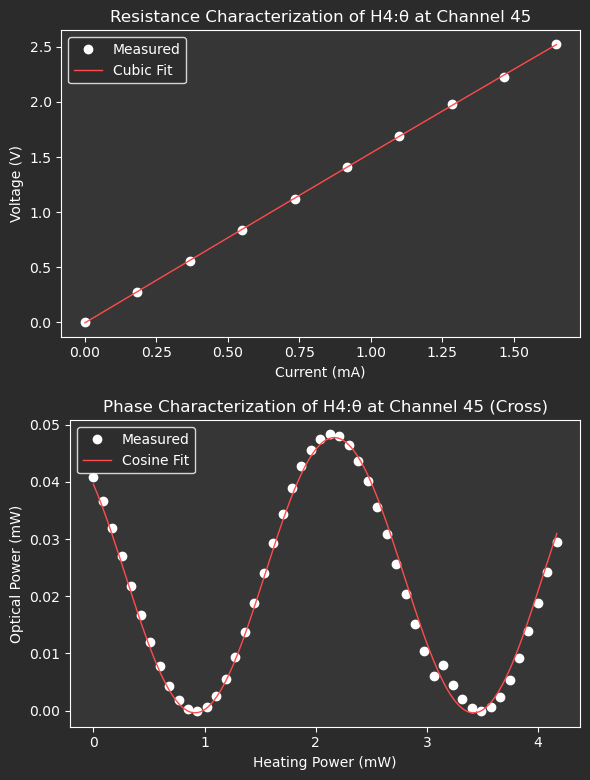 Resistance Characterization of H4:θ at Channel 45
Measured
Cubic Fit
2.5
2.0
1.5
1.0
0.5
0.0
Voltage (V)
0.00 0.25 0.50 0.75 1.00 1.25 1.50
Current (mA)
Phase Characterization of H4:θ at Channel 45 (Cross)
Measured
Cosine Fit
0.05
0.04
0.03
0.02
0.01
0.00
Optical Power (mW)
0 1 2 3 4
Heating Power (mW)